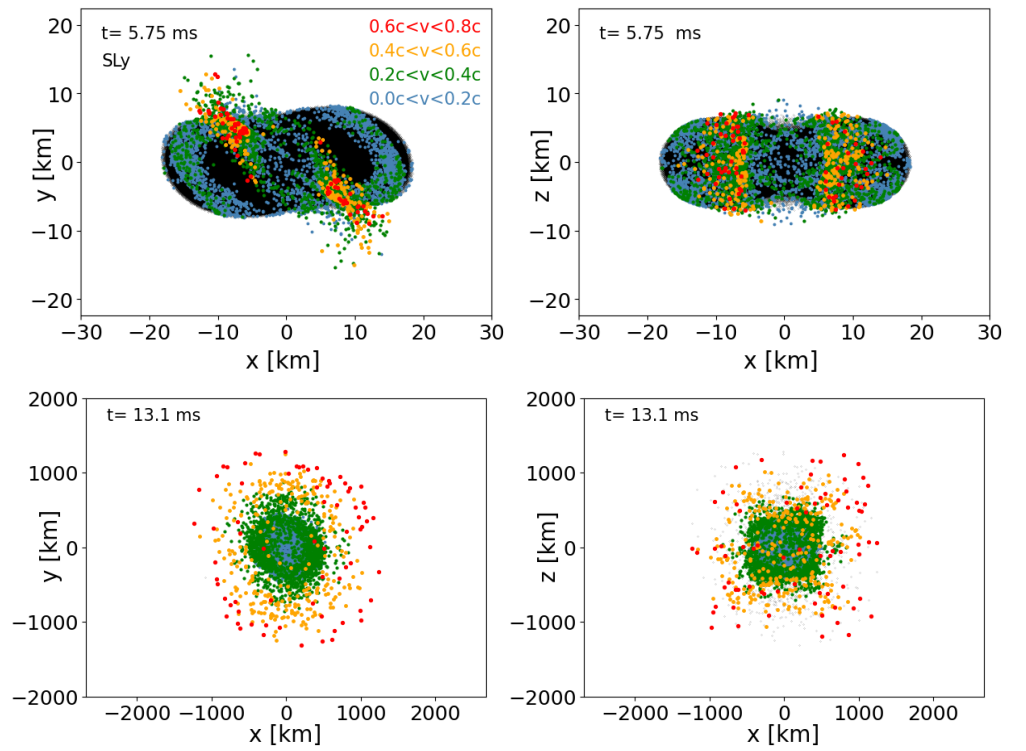 t= 5.75 ms
SLy
0.6c<v<0.8c
0.4c<v<0.6c
0.2c<v<0.4c
0.0c<v<0.2c
20
10
0
−10
−20
y [km]
−30
−20
−10
0
10
20
30
x [km]
t= 5.75 ms
20
10
0
−10
−20
z [km]
−30
−20
−10
0
10
20
30
x [km]
t= 13.1 ms
2000
1000
0
−1000
−2000
y [km]
−2000
−1000
0
1000
2000
x [km]
t= 13.1 ms
2000
1000
0
−1000
−2000
z [km]
−2000
−1000
0
1000
2000
x [km]